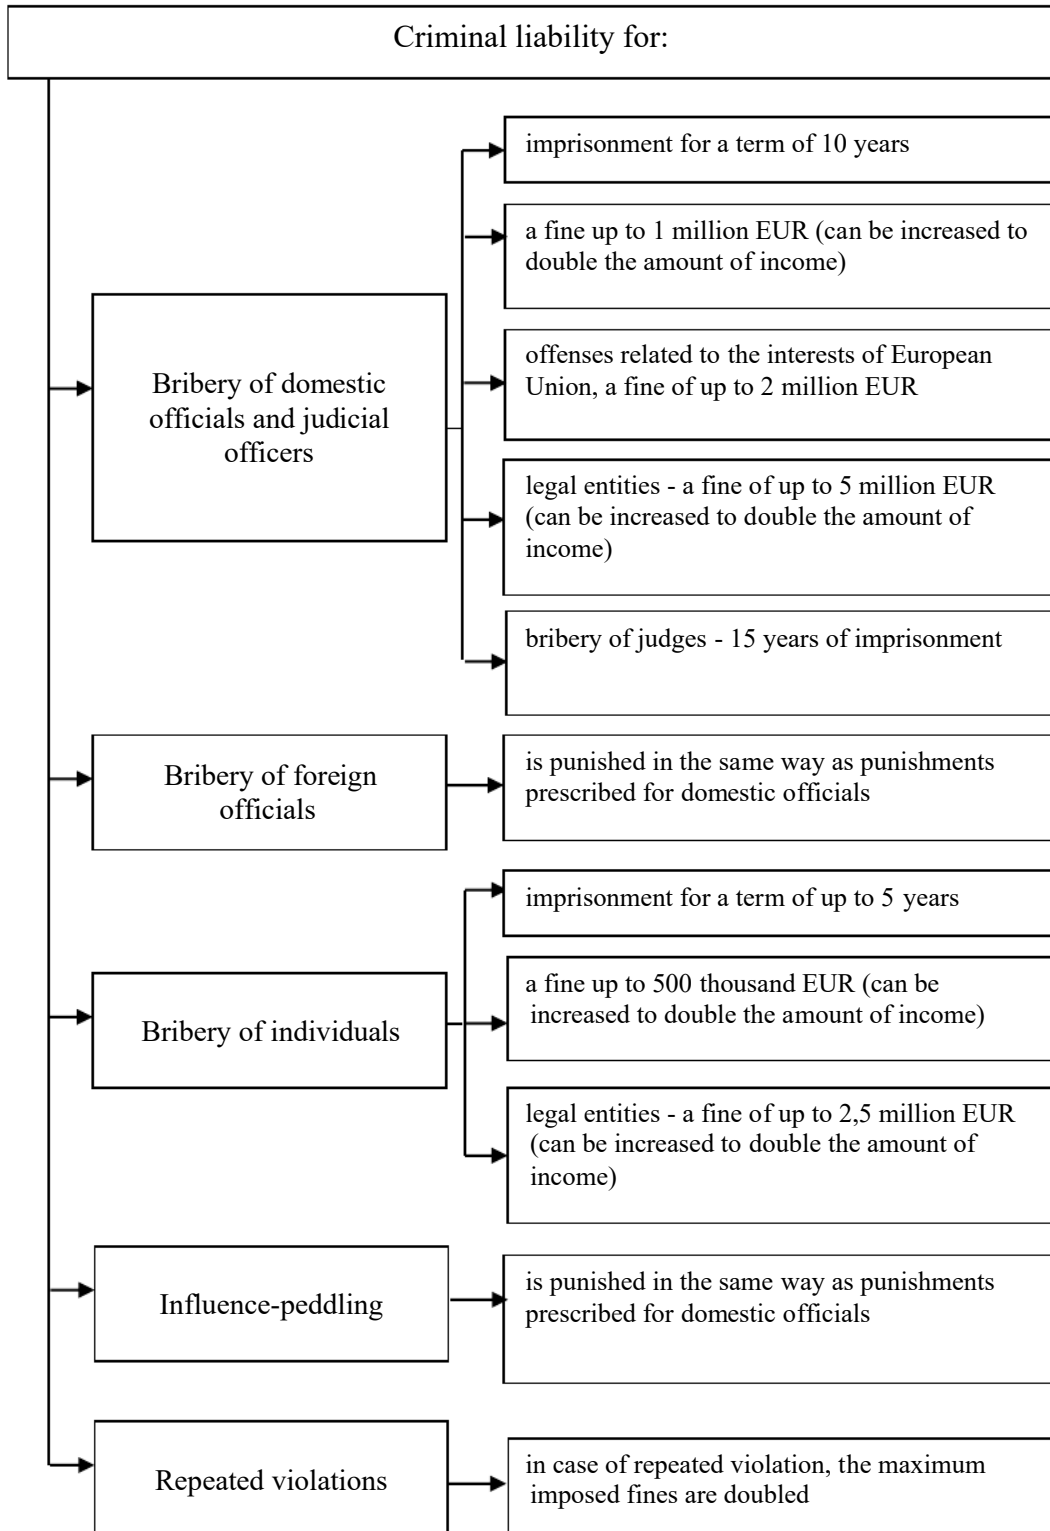 Criminal liability for:
Bribery of domestic
officials and judicial
officers
imprisonment for a term of 10 years
a fine up to 1 million EUR (can be increased to
double the amount of income)
offenses related to the interests of European
Union, a fine of up to 2 million EUR
legal entities - a fine of up to 5 million EUR
(can be increased to double the amount of
income)
bribery of judges - 15 years of imprisonment
Bribery of foreign
officials
is punished in the same way as punishments
prescribed for domestic officials
Bribery of individuals
imprisonment for a term of up to 5 years
a fine up to 500 thousand EUR (can be
increased to double the amount of income)
legal entities - a fine of up to 2,5 million EUR
(can be increased to double the amount of
income)
Influence-peddling
is punished in the same way as punishments
prescribed for domestic officials
Repeated violations
in case of repeated violation, the maximum
imposed fines are doubled